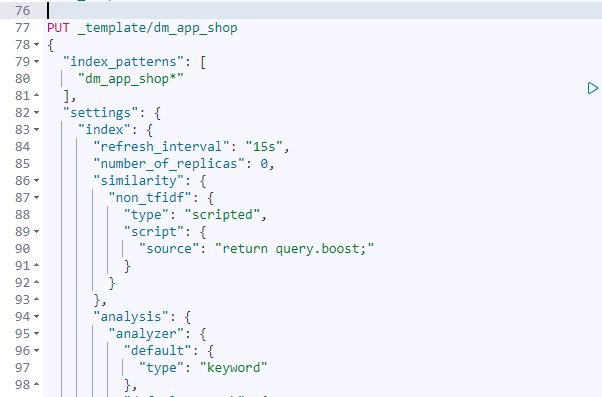 76
77 PUT _template/dm_app_shop
78 {
79 "index_patterns": [
80 "dm_app_shop*"
81 ],
82 "settings": {
83 "index": {
84 "refresh_interval": "15s",
85 "number_of_replicas": 0,
86 "similarity": {
87 "non_tfidf": {
88 "type": "scripted",
89 "script": {
90 "source": "return query.boost;"
91 }
92 }
93 },
94 "analysis": {
95 "analyzer": {
96 "default": {
97 "type": "keyword"
98 },